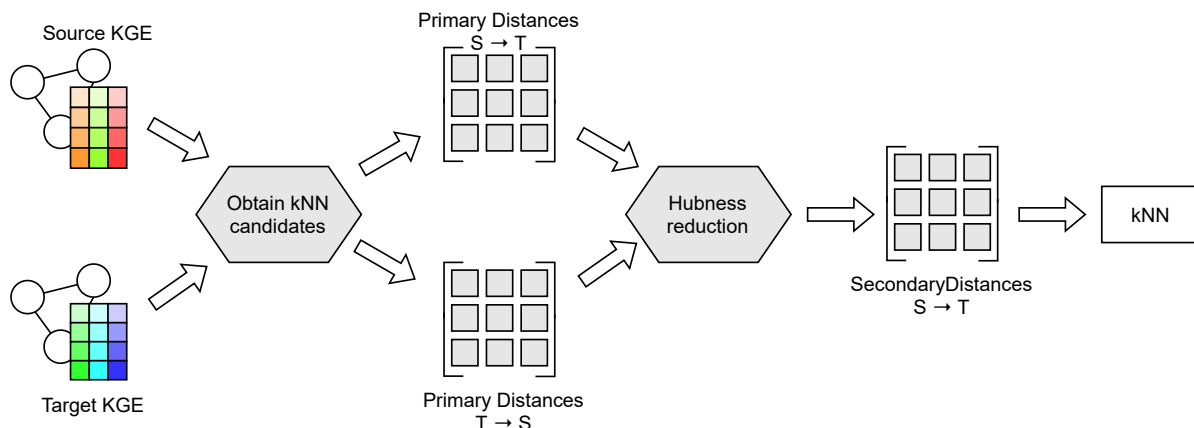 Source KGE
Target KGE
Obtain kNN
candidates
Primary Distances
S → T
Primary Distances
T → S
Hubness
reduction
SecondaryDistances
S → T
kNN